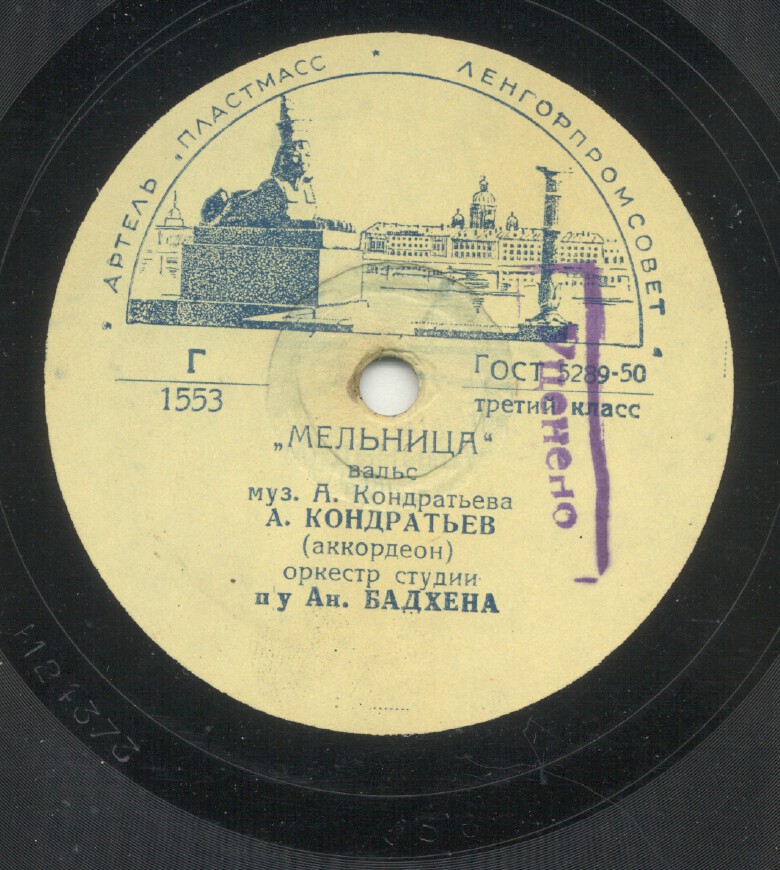 АРТЕЛЬ „ПЛАСТМАСС * ЛЕНГОРПРОМСОВЕТ
Г
1553
ГОСТ 5289-50
третий класс
Уценено
„МЕЛЬНИЦА“
вальс
муз. А. Кондратьева
А. КОНДРАТЬЕВ
(аккордеон)
оркестр студии
п у Ан. БАДХЕНА